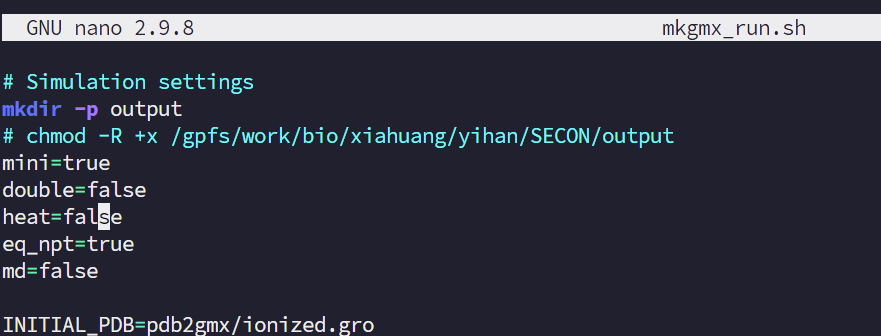 GNU nano 2.9.8 mkgmx_run.sh
# Simulation settings
mkdir -p output
# chmod -R +x /gpfs/work/bio/xiahuang/yihan/SECON/output
mini=true
double=false
heat=false
eq_npt=true
md=false
INITIAL_PDB=pdb2gmx/ionized.gro